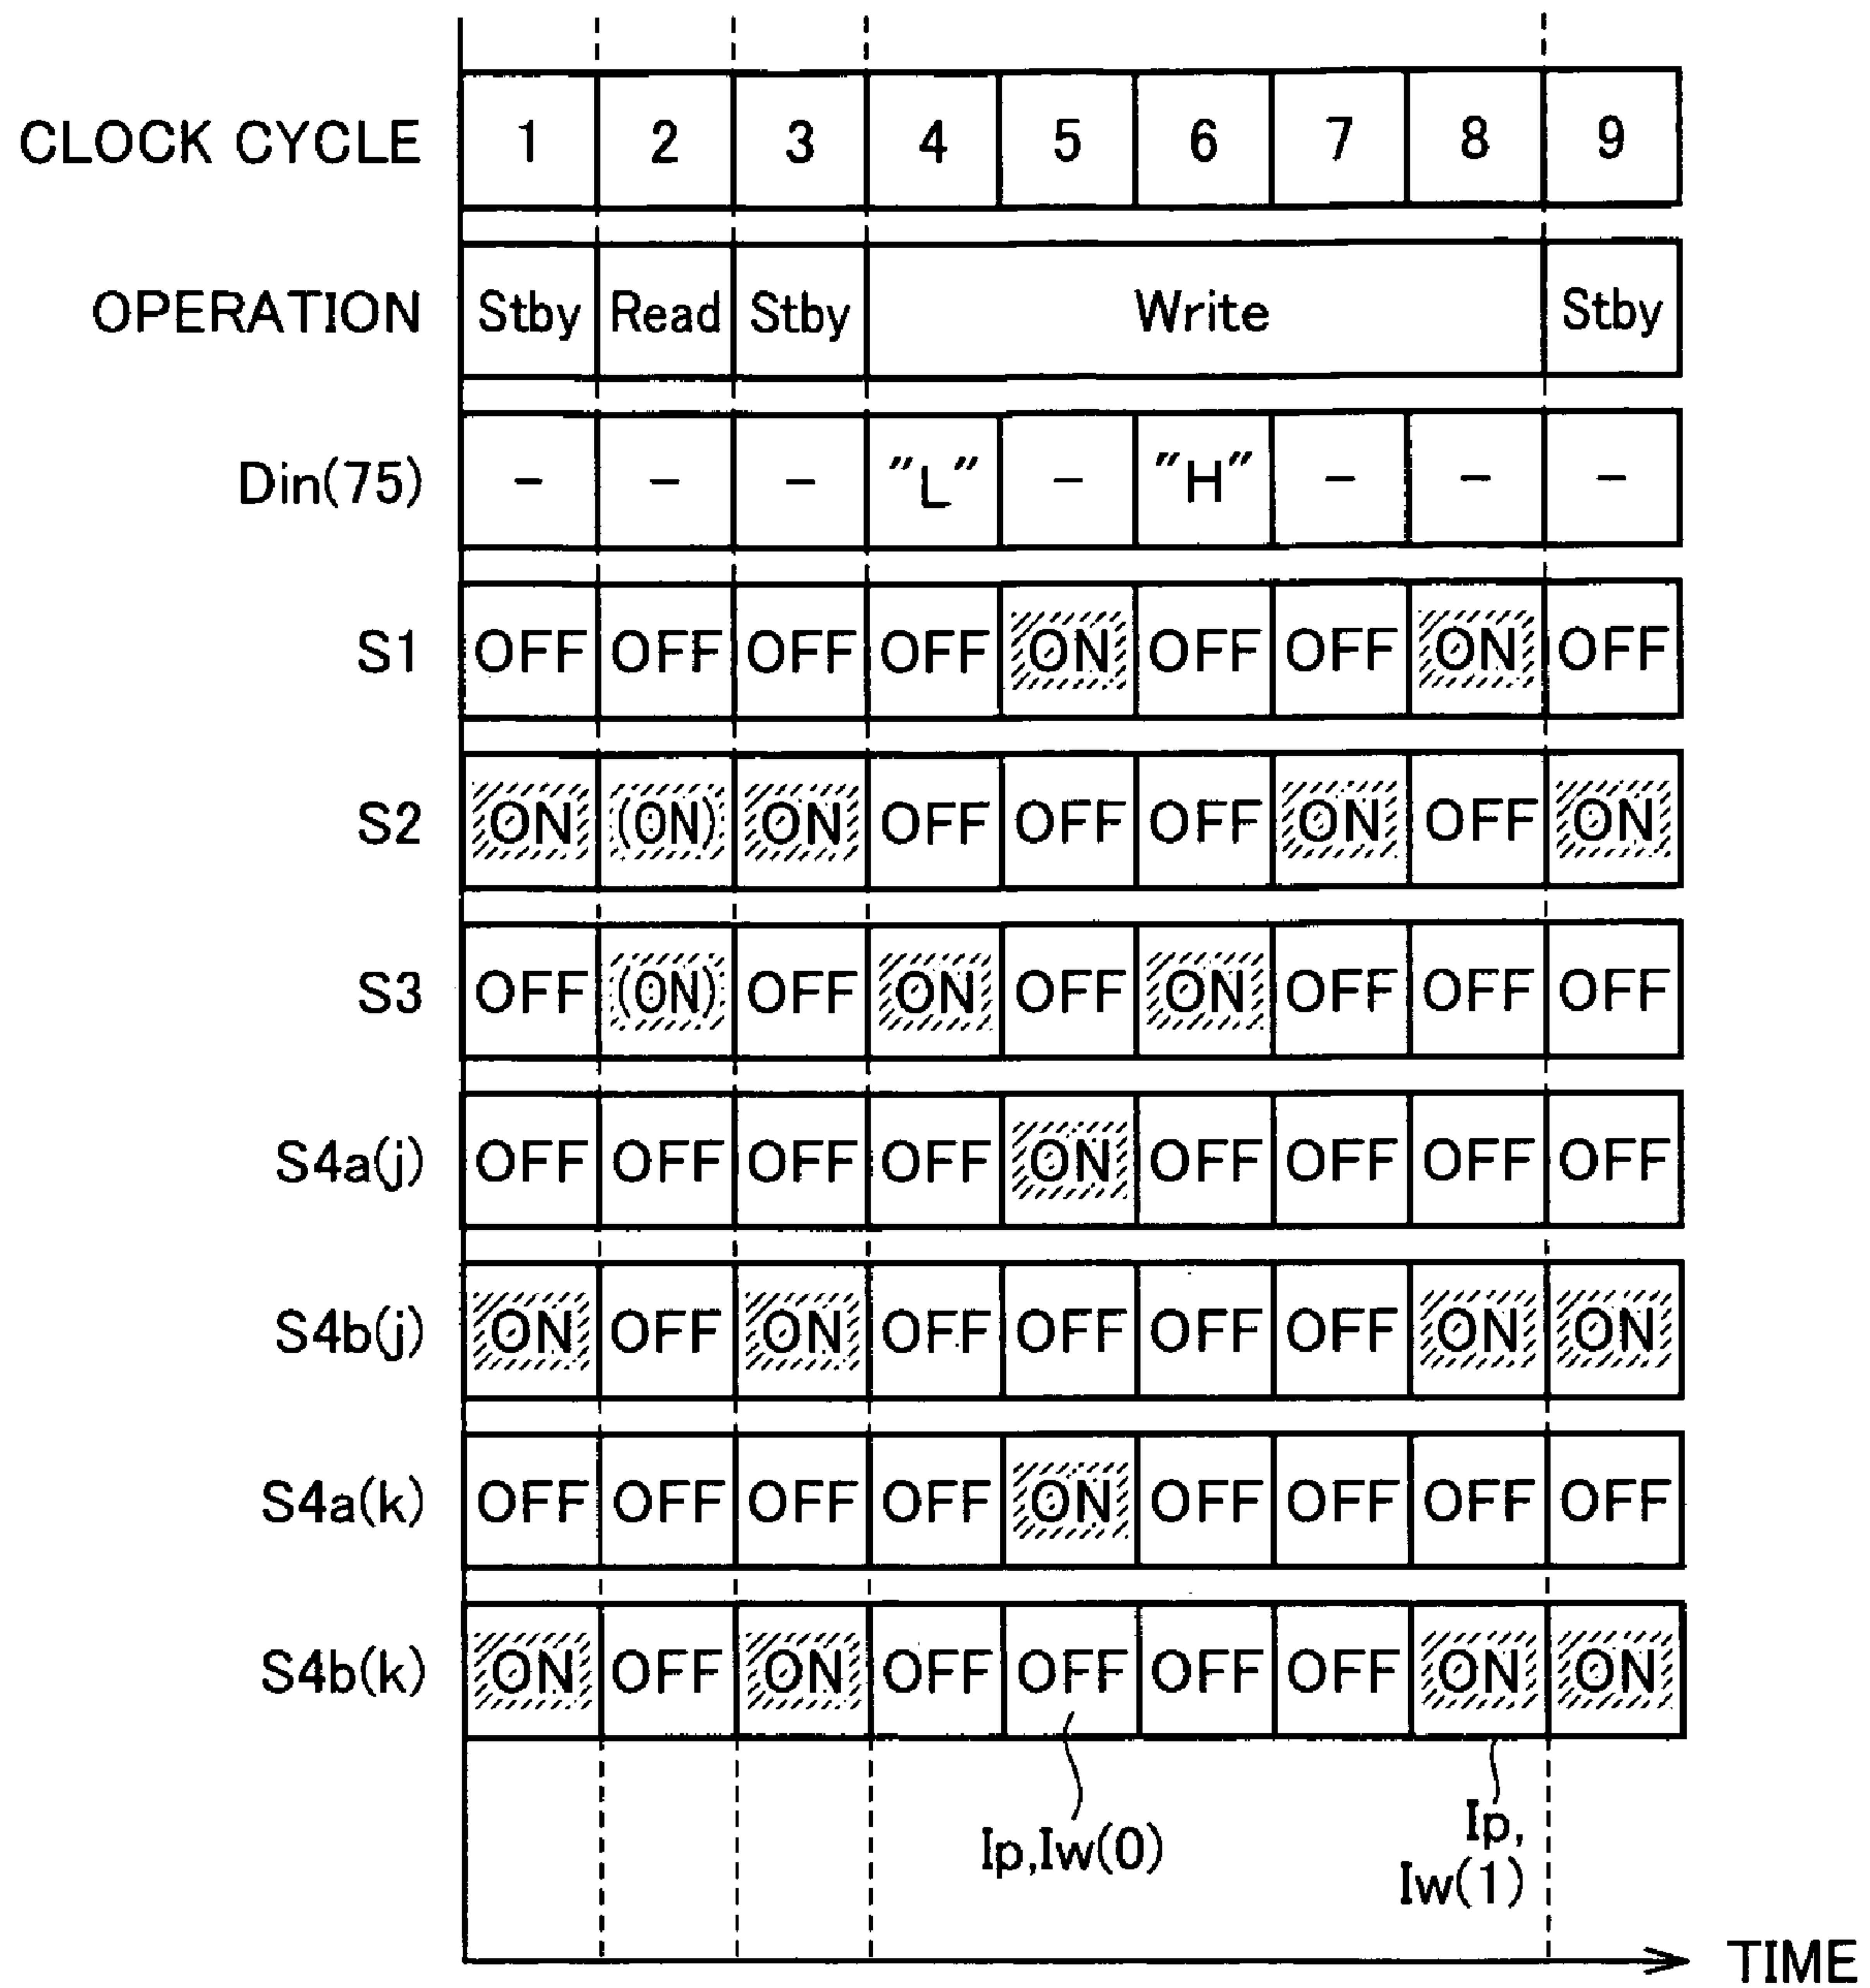 CLOCK CYCLE 1 2 3 4 5 6 7 8 9
OPERATION Stby Read Stby Write Stby
Din(75) - - - "L" - "H" - - -
S1 OFF OFF OFF OFF ON OFF OFF ON OFF
S2 ON (ON) ON OFF OFF OFF ON OFF ON
S3 OFF (ON) OFF ON OFF ON OFF OFF OFF
S4a(j) OFF OFF OFF OFF ON OFF OFF OFF OFF
S4b(j) ON OFF ON OFF OFF OFF OFF ON ON
S4a(k) OFF OFF OFF OFF ON OFF OFF OFF OFF
S4b(k) ON OFF ON OFF OFF OFF OFF ON ON
Ip,Iw(0)
Ip,
Iw(1)
TIME